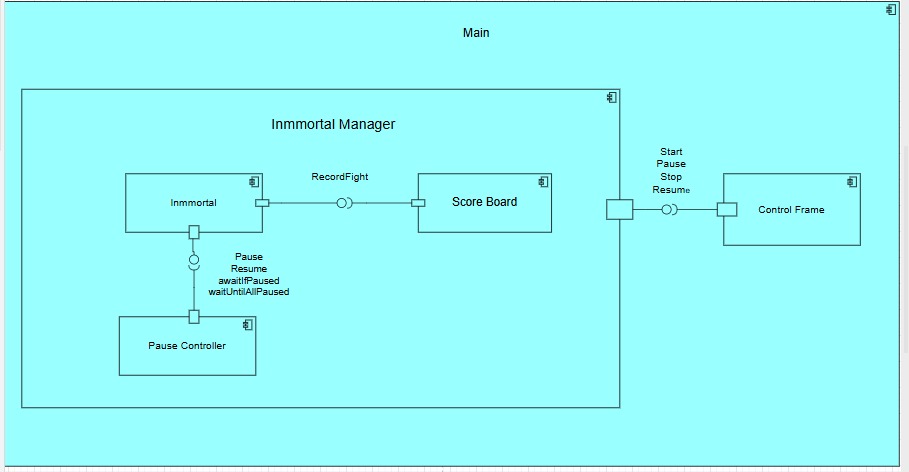 Main
Inmmortal Manager
Inmmortal
RecordFight
Score Board
Pause
Resume
awaitIfPaused
waitUntilAllPaused
Pause Controller
Start
Pause
Stop
Resume
Control Frame